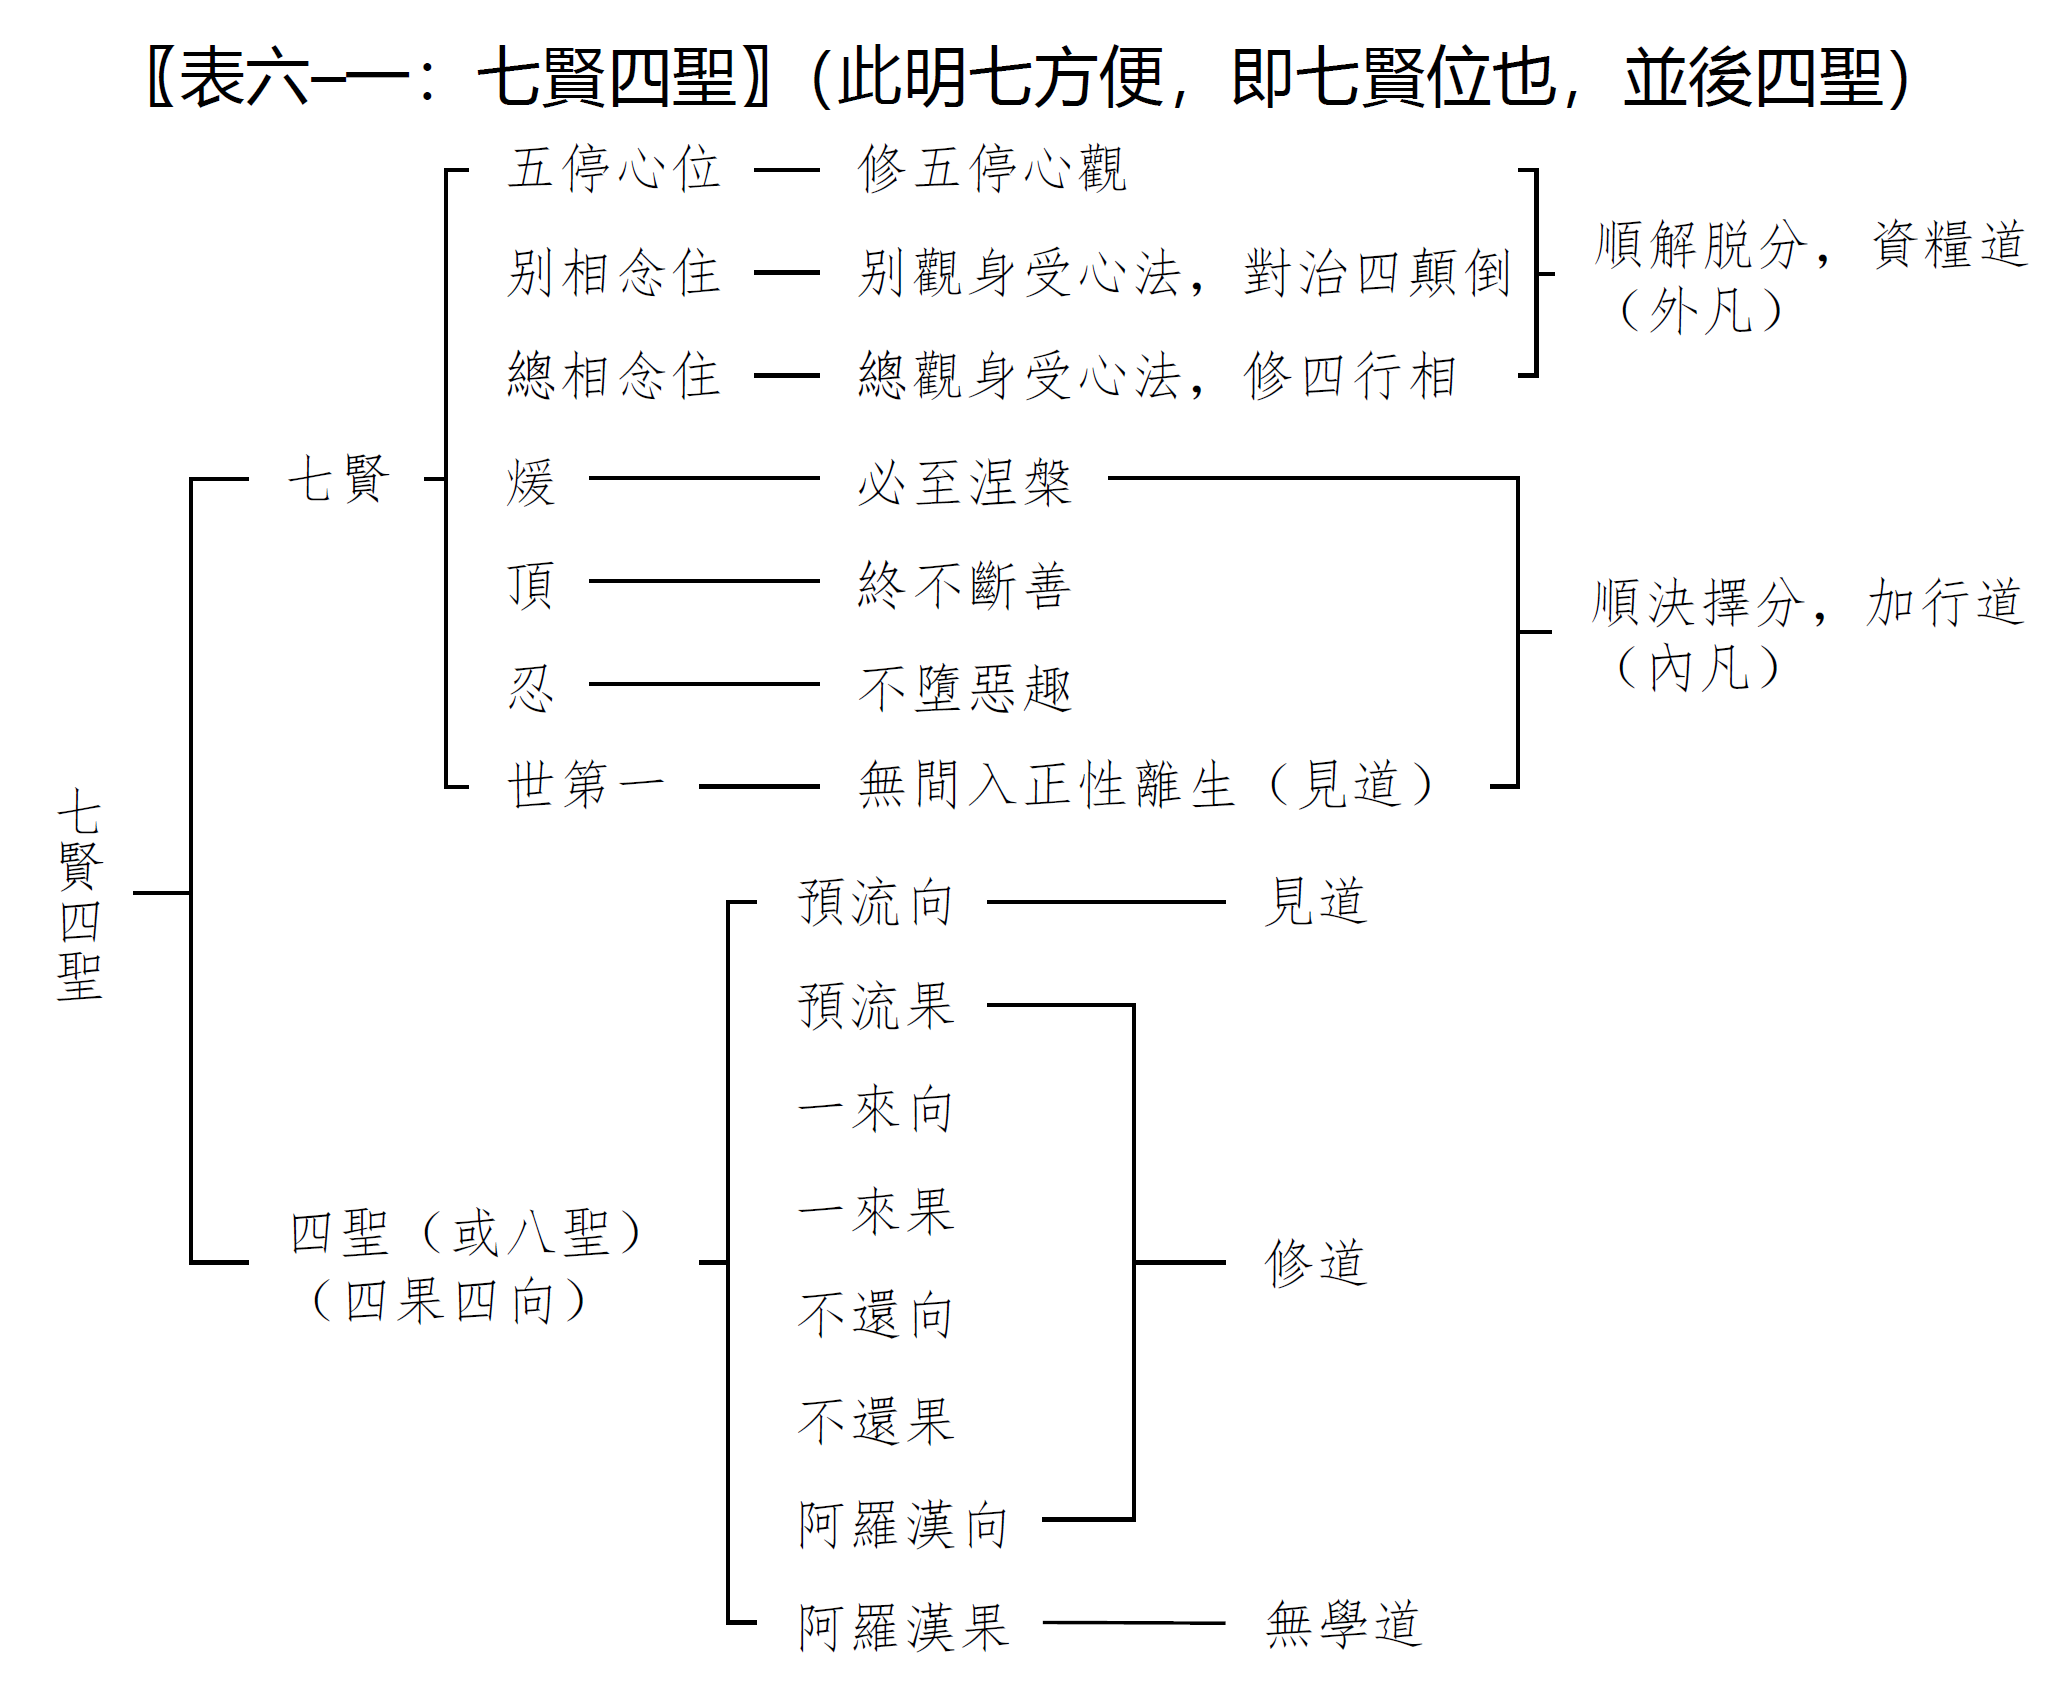 〖表六–一：七賢四聖〗（此明七方便，即七賢位也，並後四聖）
七賢四聖
七賢
五停心位
修五停心觀
別相念住
別觀身受心法，對治四顛倒
總相念住
總觀身受心法，修四行相
順解脫分，資糧道
（外凡）
煖
必至涅槃
頂
終不斷善
忍
不墮惡趣
世第一
無間入正性離生（見道）
順決擇分，加行道
（內凡）
四聖（或八聖）
（四果四向）
預流向
見道
預流果
一來向
一來果
不還向
不還果
阿羅漢向
修道
阿羅漢果
無學道